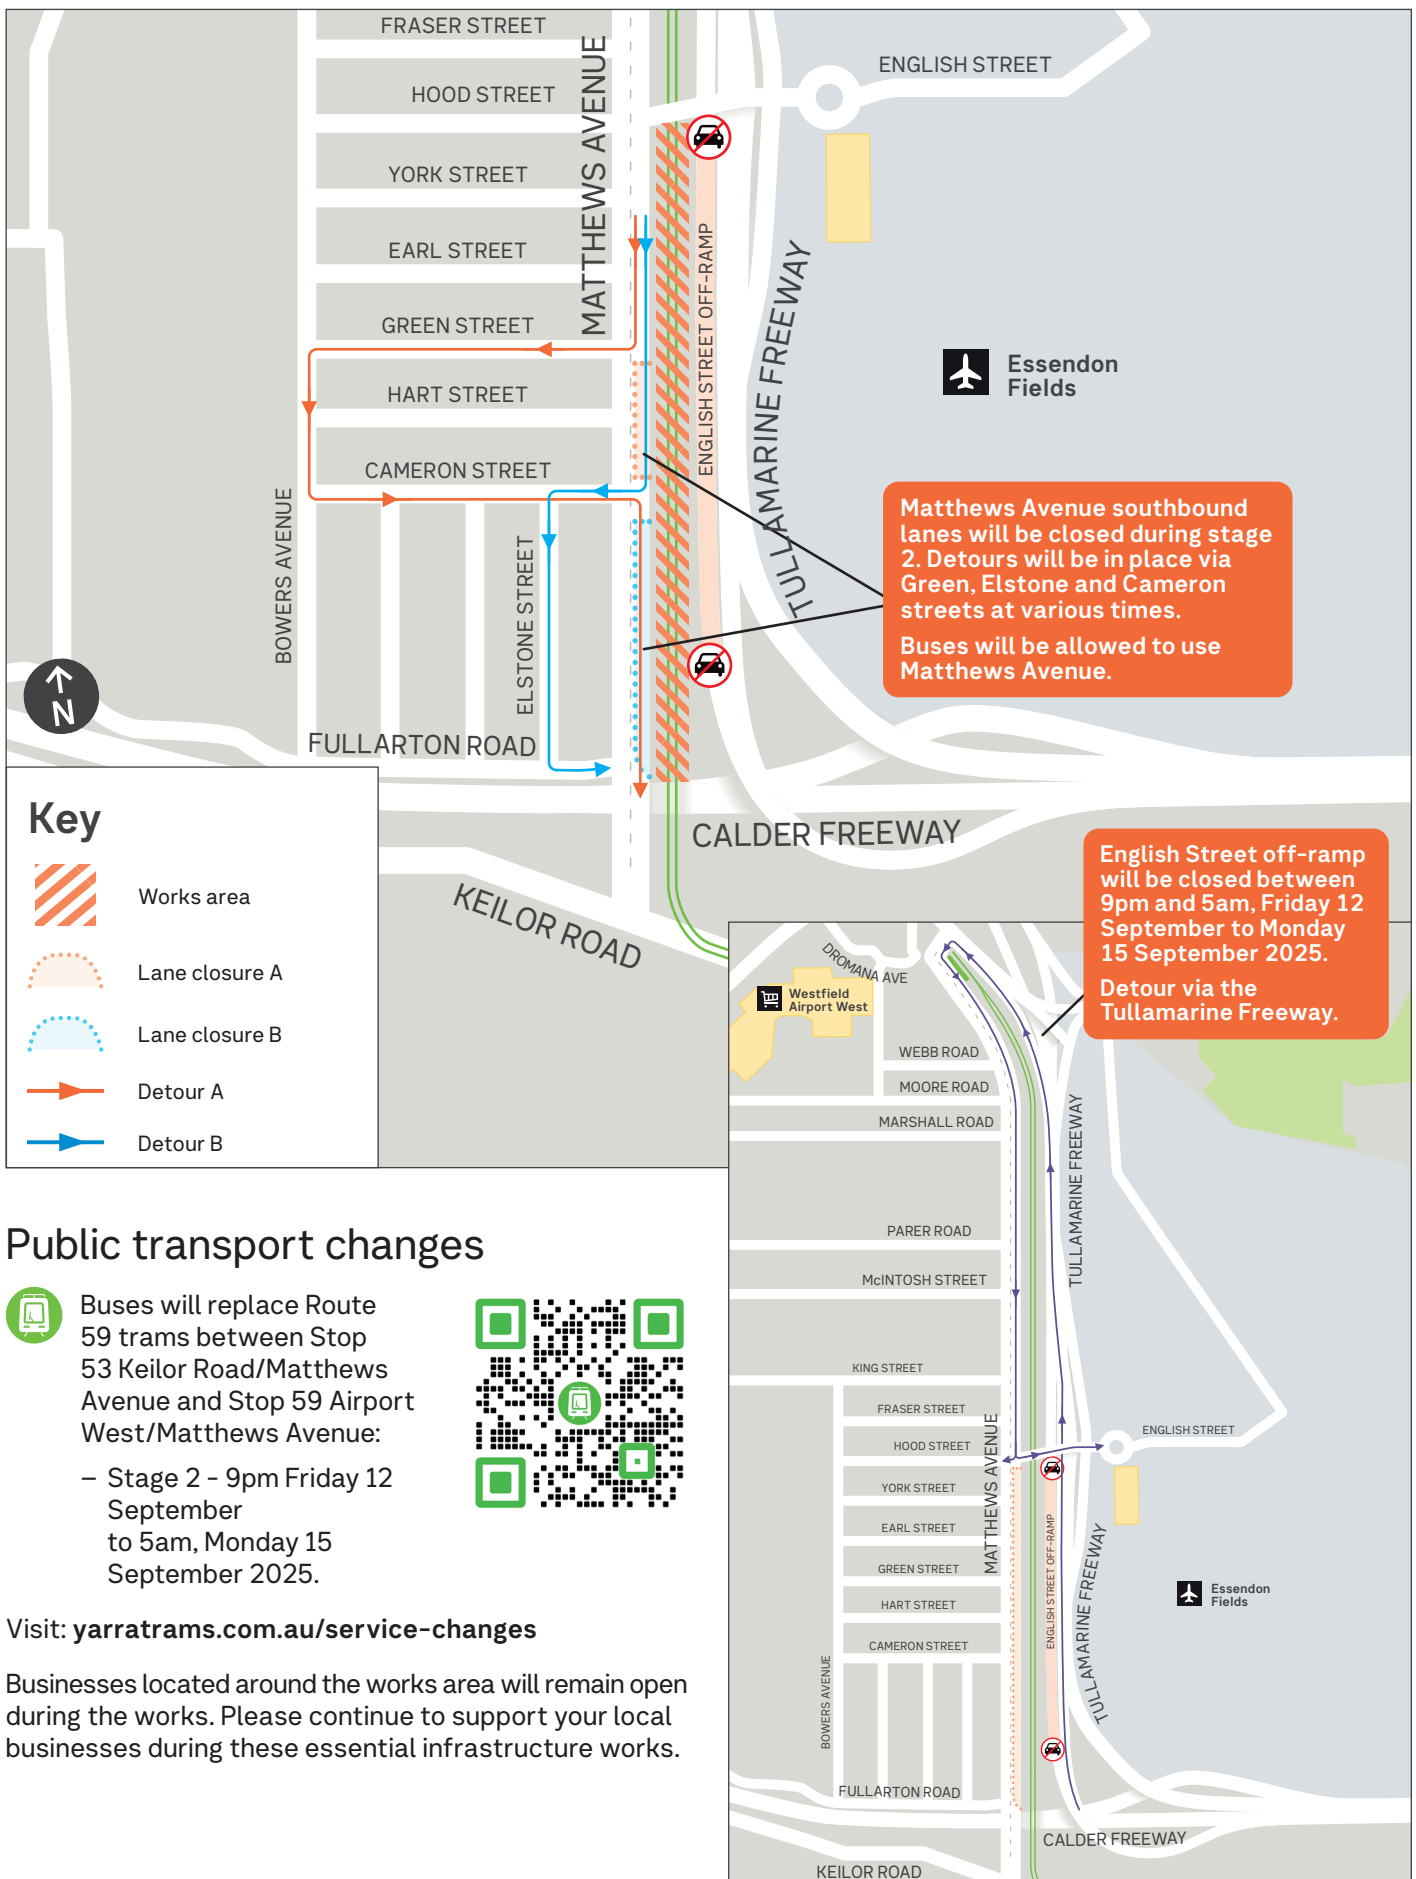 FRASER STREET
HOOD STREET
YORK STREET
EARL STREET
GREEN STREET
HART STREET
CAMERON STREET
MATTHEWS AVENUE
ENGLISH STREET
ENGLISH STREET OFF-RAMP
TULLAMARINE FREEWAY
Essendon
Fields
BOWERS AVENUE
ELSTONE STREET
FULLARTON ROAD
N
CALDER FREEWAY
KEILOR ROAD
Matthews Avenue southbound
lanes will be closed during stage
2. Detours will be in place via
Green, Elstone and Cameron
streets at various times.
Buses will be allowed to use
Matthews Avenue.
Key
Works area
Lane closure A
Lane closure B
Detour A
Detour B
English Street off-ramp
will be closed between
9pm and 5am, Friday 12
September to Monday
15 September 2025.
Detour via the
Tullamarine Freeway.
DROMANA AVE
Westfield
Airport West
WEBB ROAD
MOORE ROAD
MARSHALL ROAD
TULLAMARINE FREEWAY
PARER ROAD
McINTOSH STREET
KING STREET
FRASER STREET
HOOD STREET
YORK STREET
EARL STREET
GREEN STREET
HART STREET
CAMERON STREET
MATTHEWS AVENUE
ENGLISH STREET
ENGLISH STREET OFF-RAMP
TULLAMARINE FREEWAY
Essendon
Fields
BOWERS AVENUE
FULLARTON ROAD
CALDER FREEWAY
KEILOR ROAD
Public transport changes
Buses will replace Route
59 trams between Stop
53 Keilor Road/Matthews
Avenue and Stop 59 Airport
West/Matthews Avenue:
– Stage 2 - 9pm Friday 12
September
to 5am, Monday 15
September 2025.
Visit: yarratrams.com.au/service-changes
Businesses located around the works area will remain open
during the works. Please continue to support your local
businesses during these essential infrastructure works.